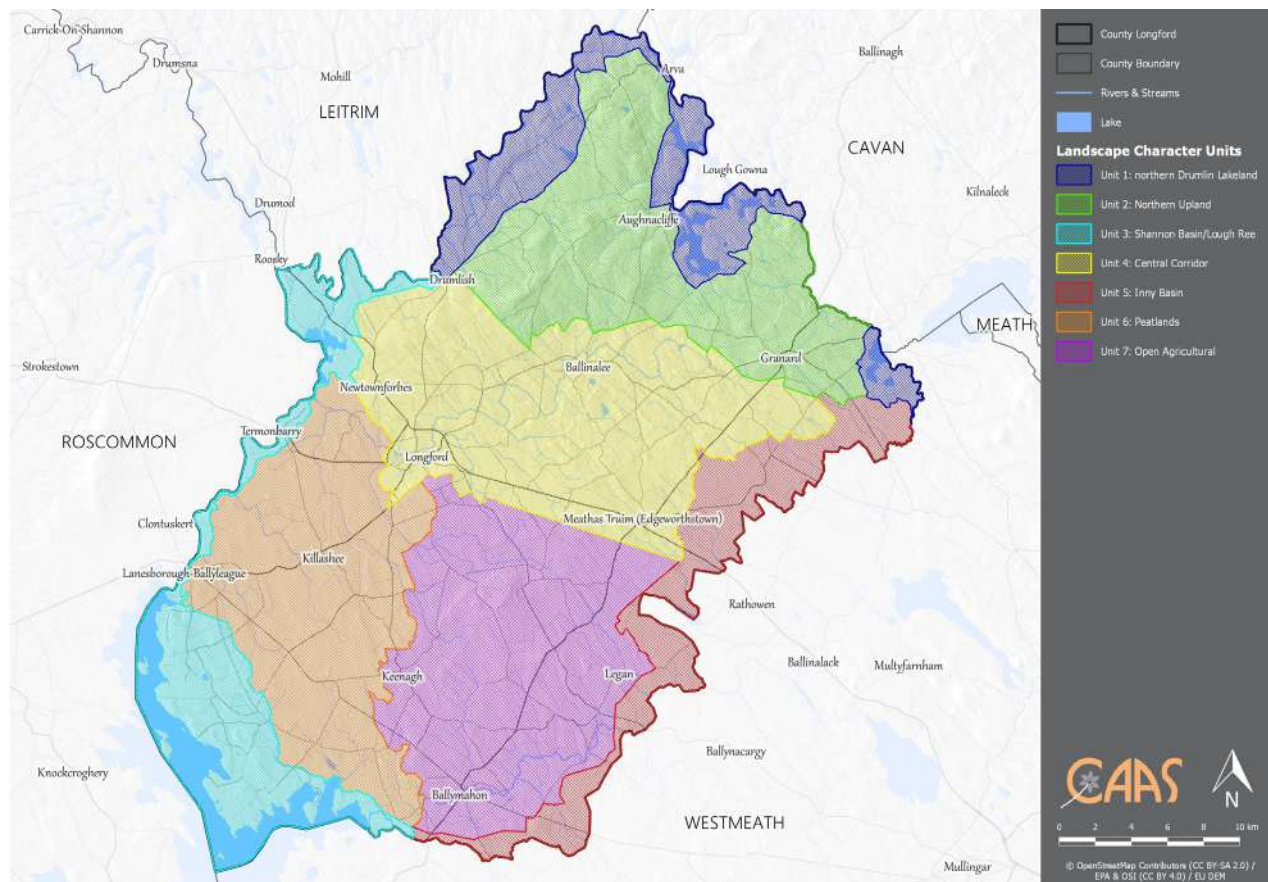 Carrick-On-Shannon
Drumsna
Mohill
LEITRIM
Arva
Ballinagh
CAVAN
Lough Gowna
Kilnaleck
Drumod
Aughnacliffe
Roosky
Drumlish
MEATH
Strokestown
Ballinalee
Granard
Newtownforbes
ROSCOMMON
Termonbarry
Longford
Clontuskert
Meathas Truim (Edgeworthstown)
Killashee
Lanesborough-Ballyleague
Rathowen
Ballinalack
Multyfarnham
Keenagh
Legan
Ballynacargy
Knockcroghery
Ballymahon
WESTMEATH
Mullingar
County Longford
County Boundary
Rivers & Streams
Lake
Landscape Character Units
Unit 1: northern Drumlin Lakeland
Unit 2: Northern Upland
Unit 3: Shannon Basin/Lough Ree
Unit 4: Central Corridor
Unit 5: Inny Basin
Unit 6: Peatlands
Unit 7: Open Agricultural
CAAS
N
0 2 4 6 8 10 km
© OpenStreetMap Contributors (CC BY-SA 2.0) /
EPA & OSI (CC BY 4.0) / EU DEM